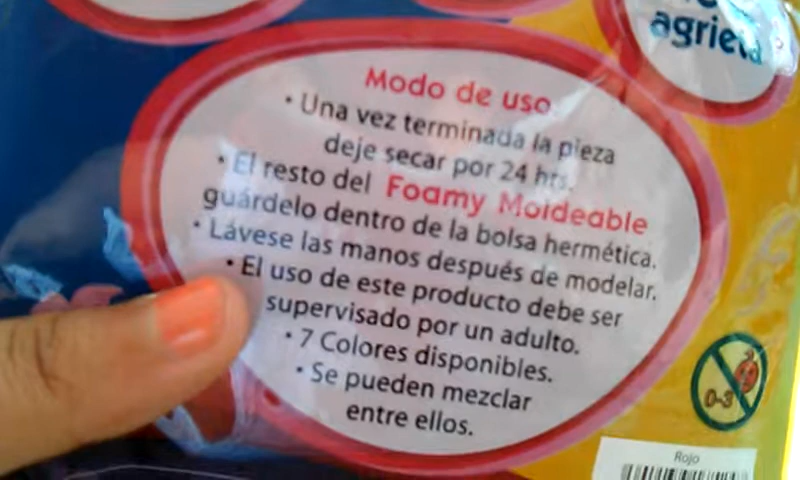 agrieta
Modo de uso
• Una vez terminada la pieza
deje secar por 24 hrs.
• El resto del Foamy Moldeable
guárdelo dentro de la bolsa hermética.
• Lávese las manos después de modelar.
• El uso de este producto debe ser
supervisado por un adulto.
• 7 Colores disponibles.
• Se pueden mezclar
entre ellos.
0-3
Rojo